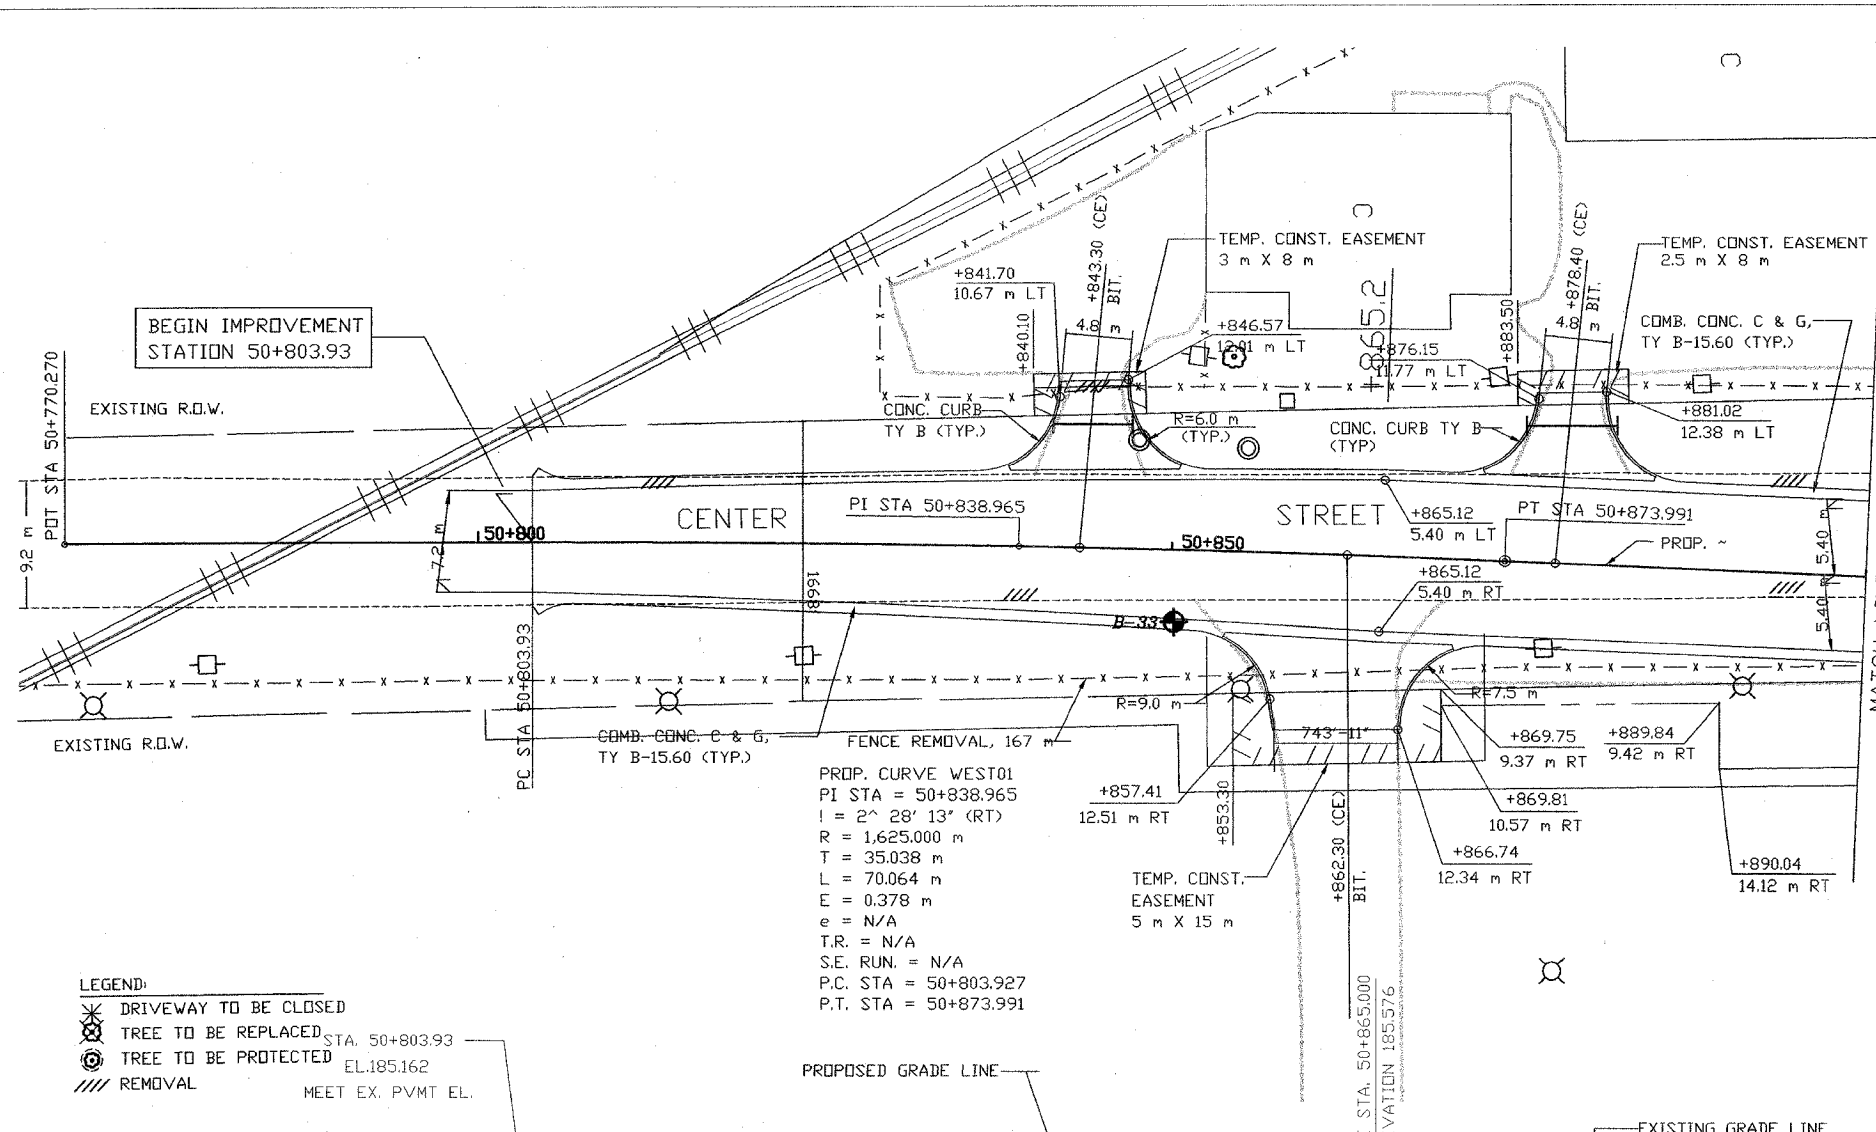 BEGIN IMPROVEMENT
STATION 50+803.93
POT STA 50+770.270
EXISTING R.O.W.
9.2 m
7.2 m
50+800
CENTER
STREET
PI STA 50+838.965
50+850
PT STA 50+873.991
PROP. ~
16.8
+841.70
10.67 m LT
+840.10
+843.30 (CE)
BIT.
4.8 m
TEMP. CONST. EASEMENT
3 m X 8 m
+846.57
12.01 m LT
CONC. CURB
TY B (TYP.)
R=6.0 m
(TYP.)
+865.2
+876.15
11.77 m LT
+883.50
+878.40 (CE)
BIT.
4.8 m
TEMP. CONST. EASEMENT
2.5 m X 8 m
COMB. CONC. C & G,
TY B-15.60 (TYP.)
CONC. CURB TY B
(TYP)
+881.02
12.38 m LT
+865.12
5.40 m LT
+865.12
5.40 m RT
5.40 m
5.40 m
B-33
EXISTING R.O.W.
PC STA 50+803.93
COMB. CONC. C & G,
TY B-15.60 (TYP.)
FENCE REMOVAL, 167 m
R=9.0 m
R=7.5 m
743'-11"
+857.41
12.51 m RT
+853.30
+862.30 (CE)
BIT.
+869.75
9.37 m RT
+889.84
9.42 m RT
+869.81
10.57 m RT
+866.74
12.34 m RT
+890.04
14.12 m RT
TEMP. CONST.
EASEMENT
5 m X 15 m
PROP. CURVE WEST01
PI STA = 50+838.965
! = 2^ 28' 13" (RT)
R = 1,625.000 m
T = 35.038 m
L = 70.064 m
E = 0.378 m
e = N/A
T.R. = N/A
S.E. RUN. = N/A
P.C. STA = 50+803.927
P.T. STA = 50+873.991
LEGEND:
DRIVEWAY TO BE CLOSED
TREE TO BE REPLACED
TREE TO BE PROTECTED
REMOVAL
STA. 50+803.93
EL.185.162
MEET EX. PVMT EL.
PROPOSED GRADE LINE
STA. 50+865.000
VATION 185.576
EXISTING GRADE LINE